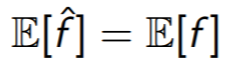 𝔼[f̂] = 𝔼[f]